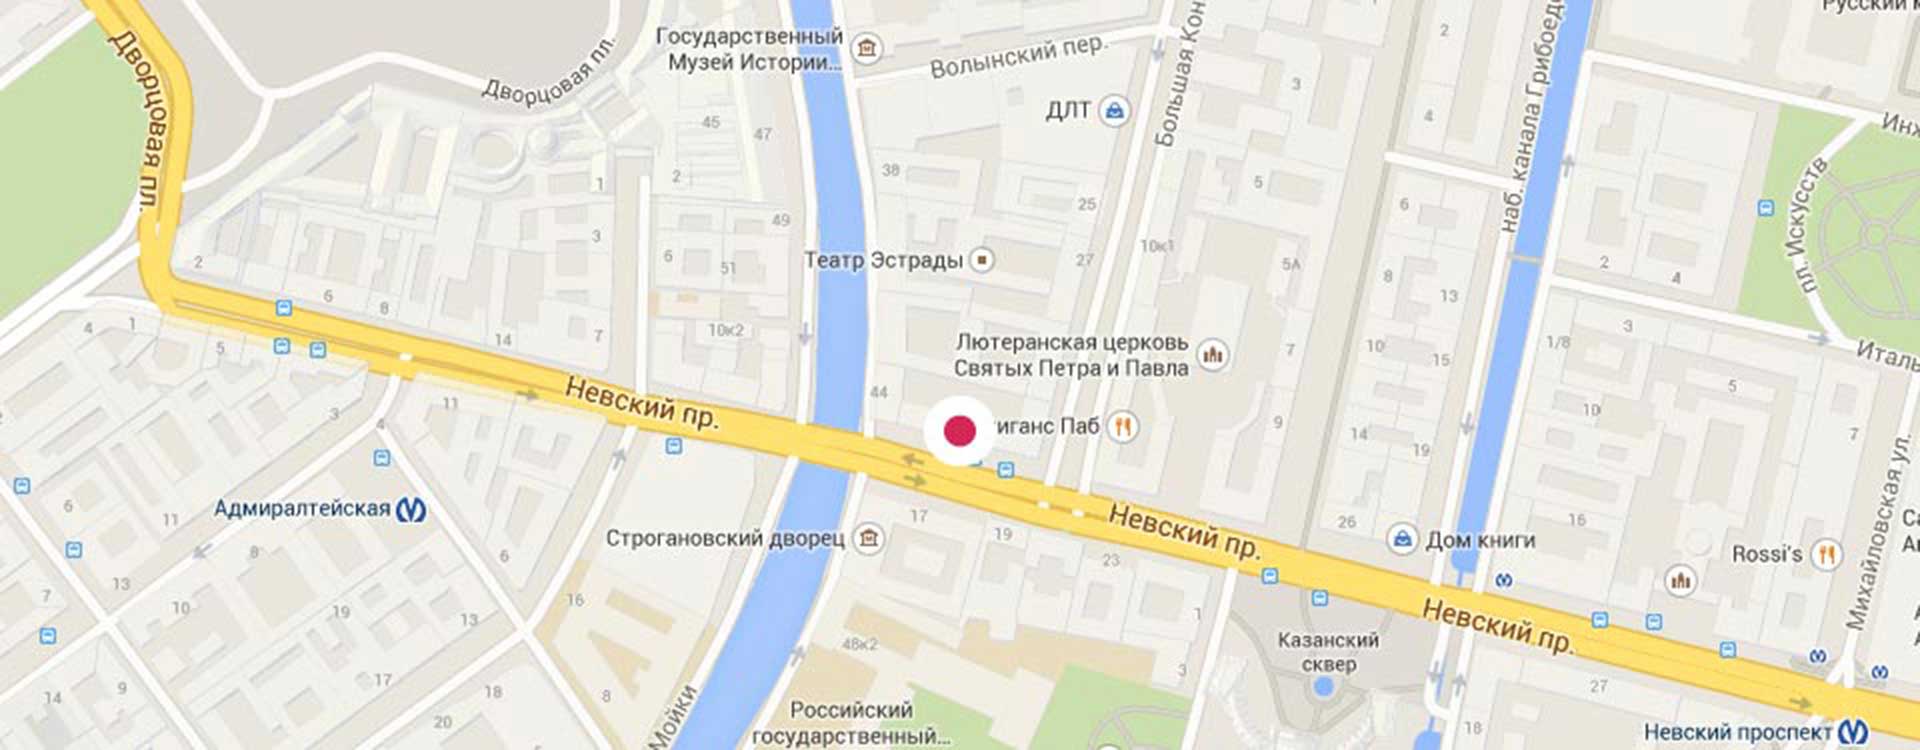 Русский м
Дворцовая пл.
Государственный
Музей Истории...
Дворцовая пл.
Волынский пер.
Большая Кон
наб. канала Грибоедо
ДЛТ
Инж
пл. Искусств
2
3
4
45
47
38
1
2
5
6
25
49
3
10к1
Театр Эстрады
6
51
27
5А
2
8
13
2
4
6
8
14
7
10к2
4
1
5
Лютеранская церковь
Святых Петра и Павла
7
10
15
1/8
3
Италь
5
Невский пр.
44
11
3
4
иганс Паб
9
14
19
10
7
Михайловская ул.
Адмиралтейская
6
11
8
6
17
19
23
Невский пр.
26
Дом книги
16
Rossi's
Са
Строгановский дворец
13
7
10
19
13
16
48к2
1
3
Невский пр.
Казанский
сквер
14
9
17
18
20
8
Мойки
Российский
государственный...
27
18
Невский проспект